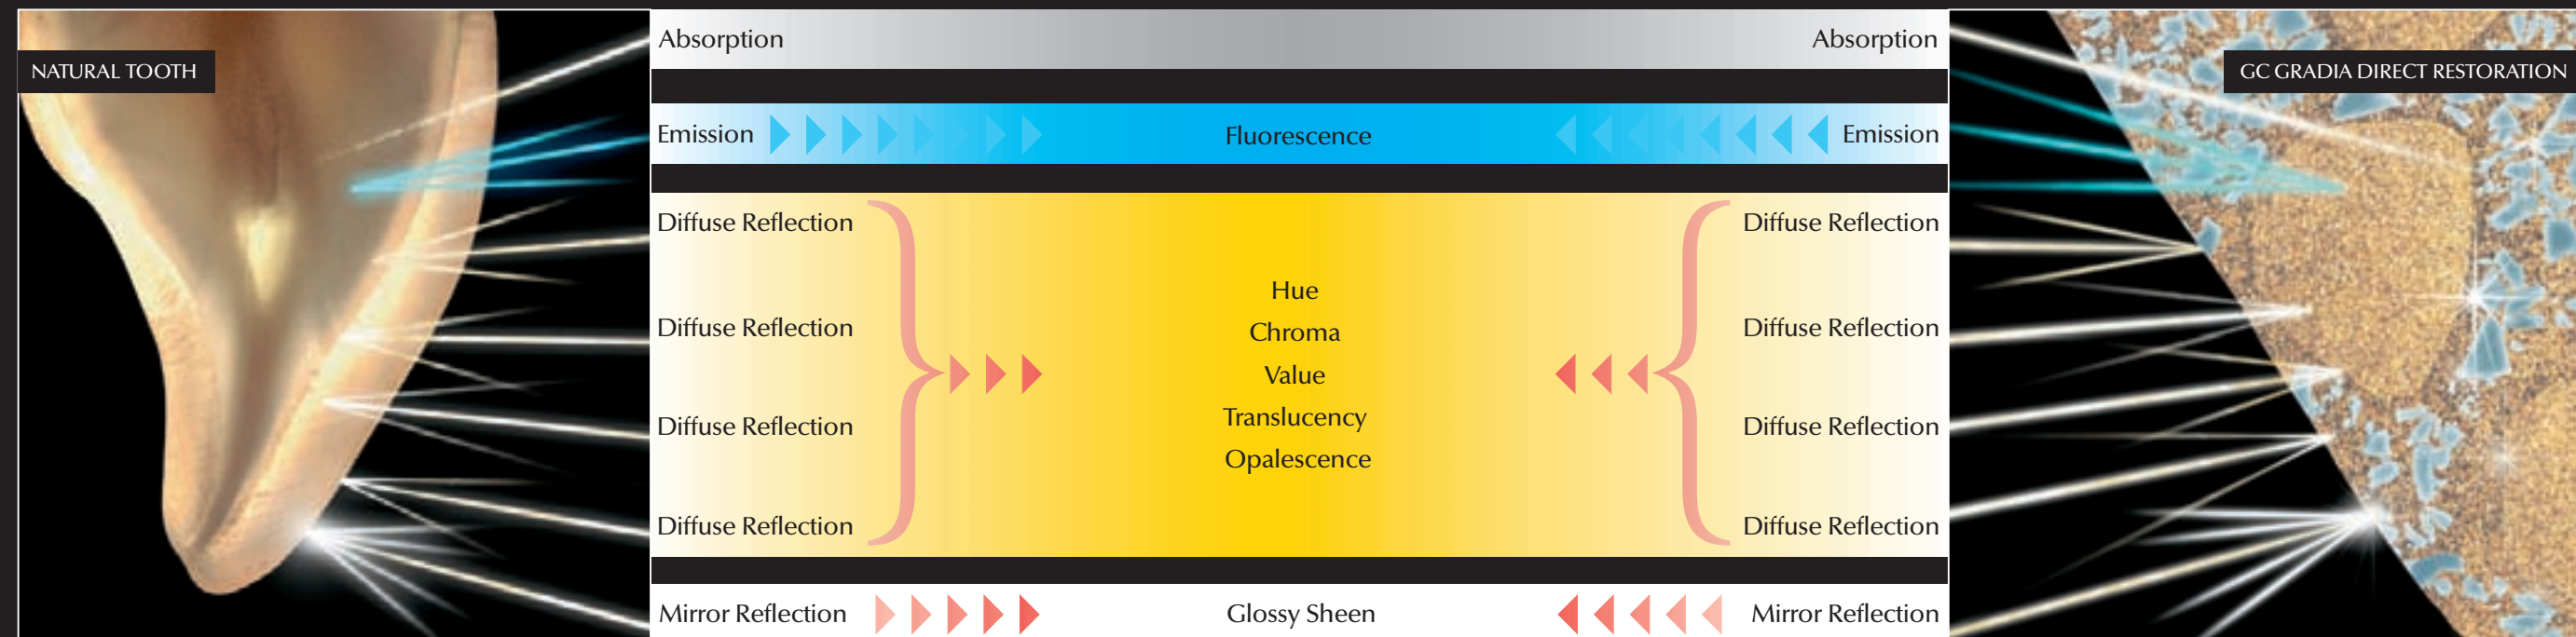 NATURAL TOOTH
GC GRADIA DIRECT RESTORATION
Absorption
Absorption
Emission
Fluorescence
Emission
Diffuse Reflection
Diffuse Reflection
Diffuse Reflection
Diffuse Reflection
Hue
Chroma
Value
Translucency
Opalescence
Diffuse Reflection
Diffuse Reflection
Diffuse Reflection
Diffuse Reflection
Mirror Reflection
Glossy Sheen
Mirror Reflection